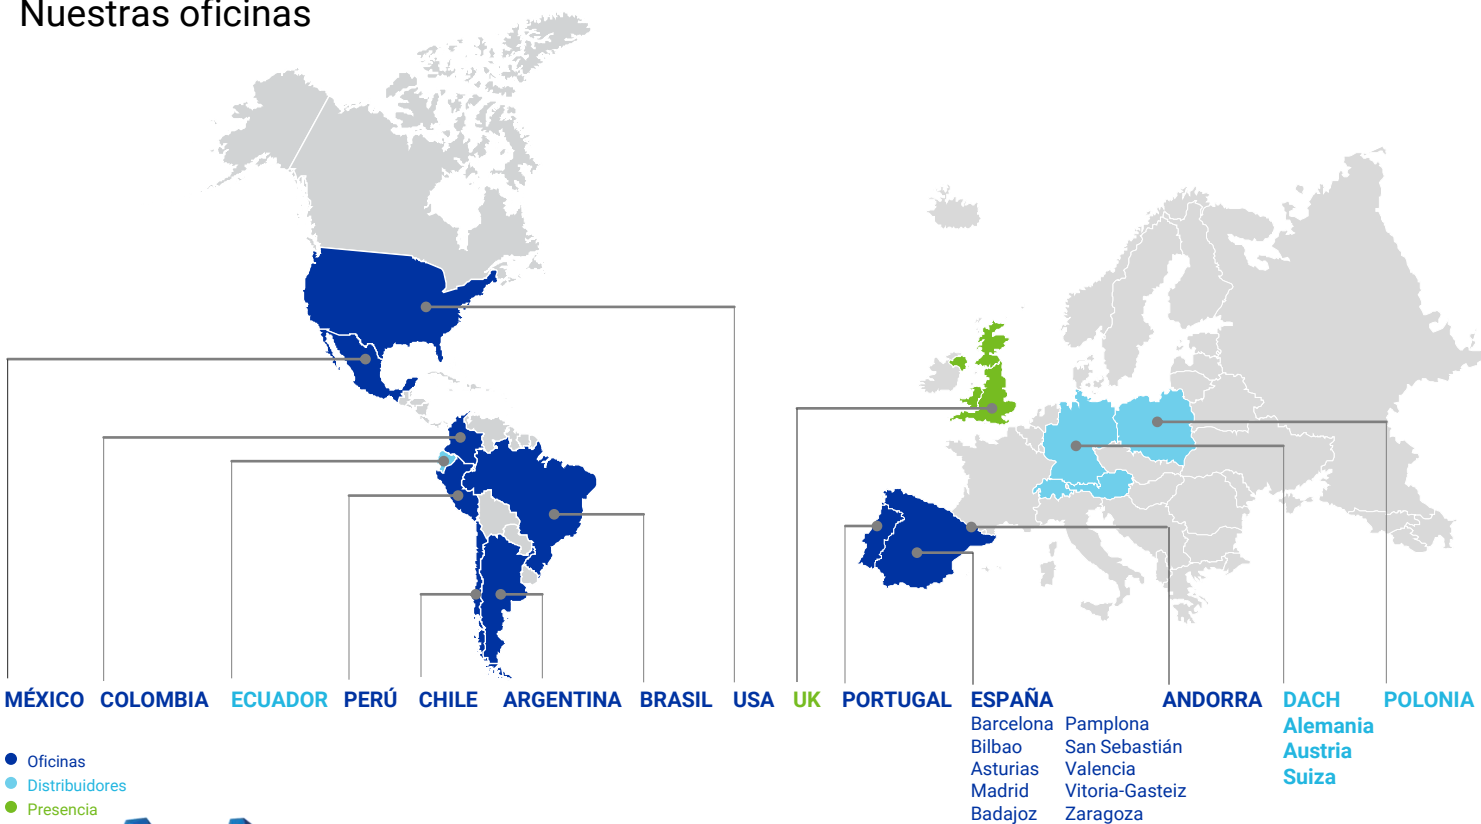 Nuestras oficinas
MÉXICO COLOMBIA ECUADOR PERÚ CHILE ARGENTINA BRASIL USA UK PORTUGAL ESPAÑA ANDORRA DACH POLONIA
Barcelona Pamplona
Bilbao San Sebastián
Asturias Valencia
Madrid Vitoria-Gasteiz
Badajoz Zaragoza
Alemania
Austria
Suiza
Oficinas
Distribuidores
Presencia